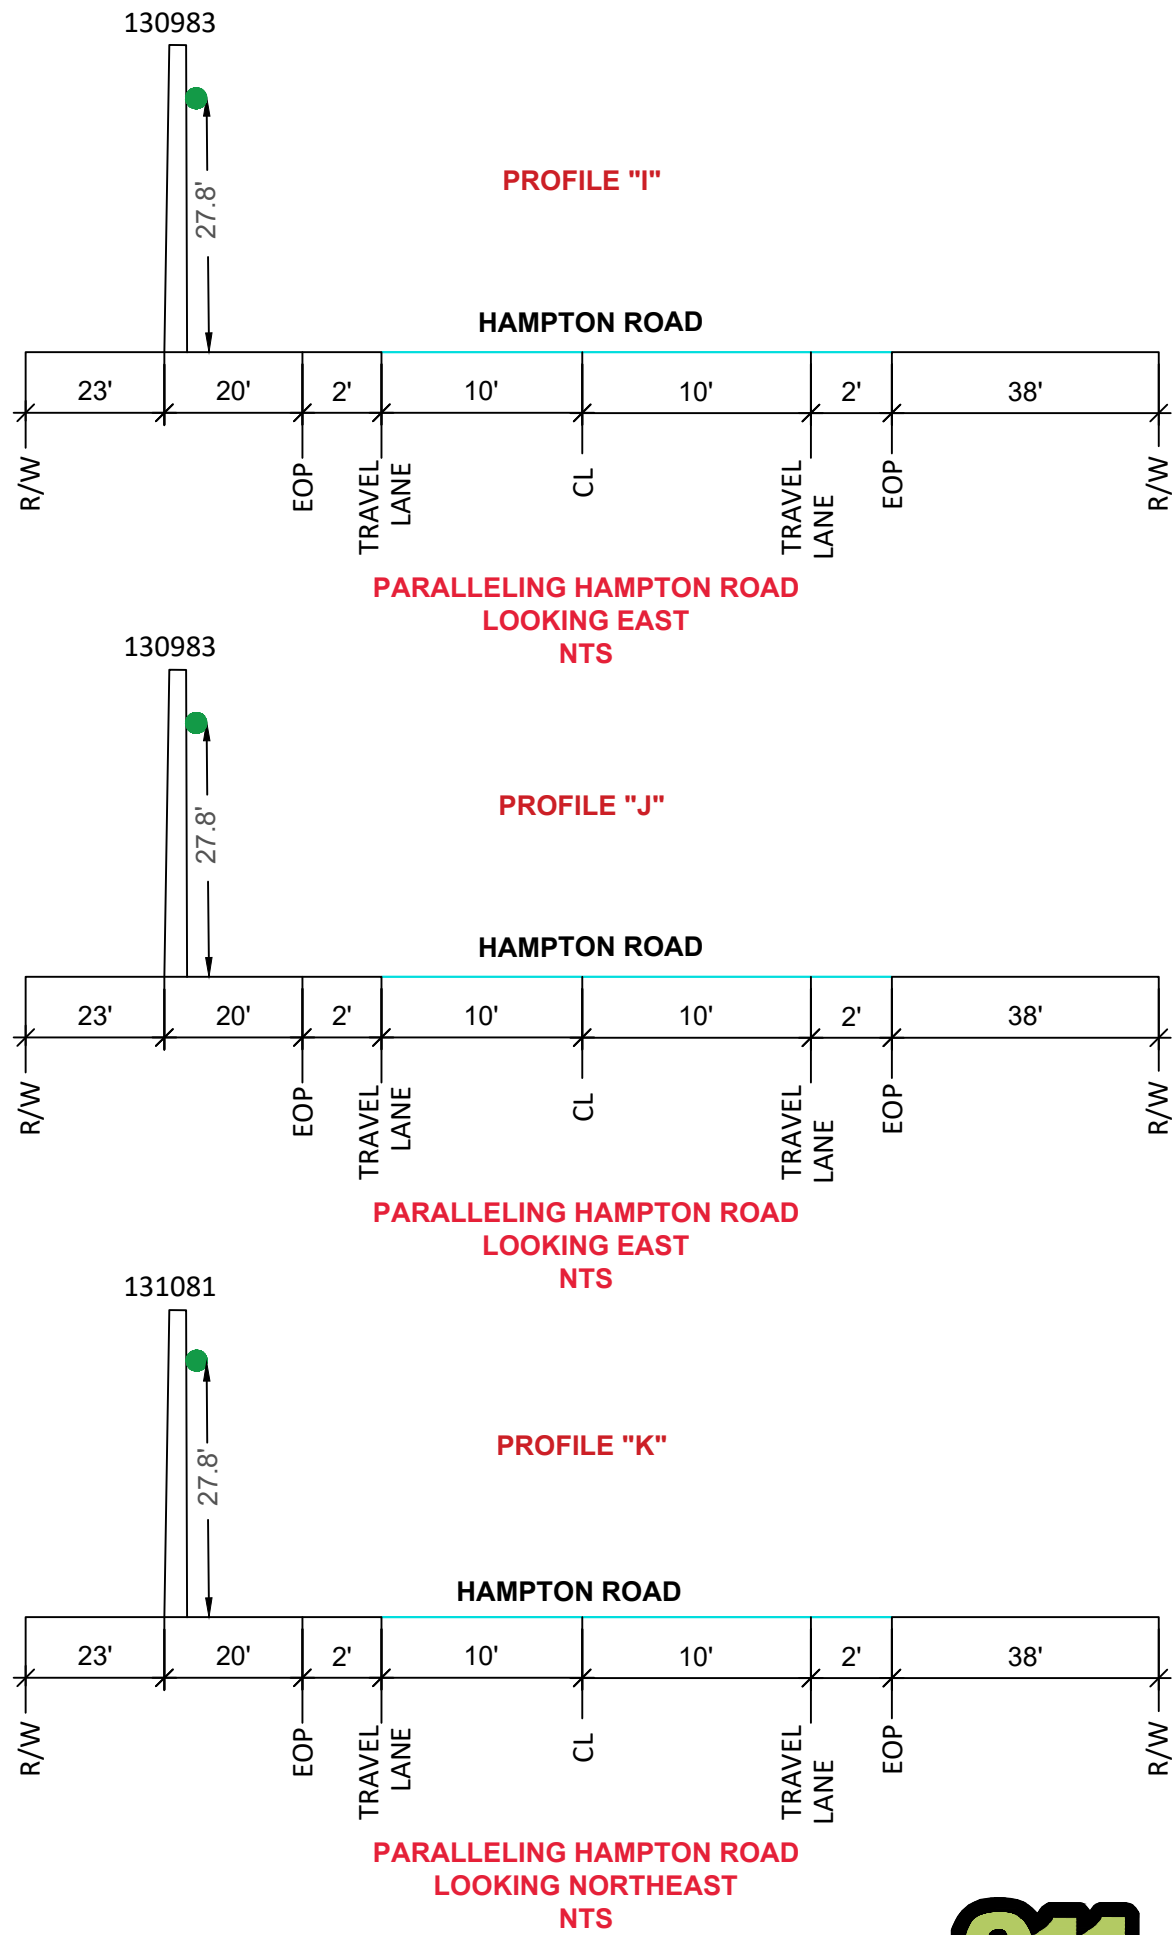 130983
27.8'
PROFILE "I"
HAMPTON ROAD
23' 20' 2' 10' 10' 2' 38'
R/W EOP TRAVEL LANE CL TRAVEL LANE EOP R/W
PARALLELING HAMPTON ROAD
LOOKING EAST
NTS
130983
27.8'
PROFILE "J"
HAMPTON ROAD
23' 20' 2' 10' 10' 2' 38'
R/W EOP TRAVEL LANE CL TRAVEL LANE EOP R/W
PARALLELING HAMPTON ROAD
LOOKING EAST
NTS
131081
27.8'
PROFILE "K"
HAMPTON ROAD
23' 20' 2' 10' 10' 2' 38'
R/W EOP TRAVEL LANE CL TRAVEL LANE EOP R/W
PARALLELING HAMPTON ROAD
LOOKING NORTHEAST
NTS